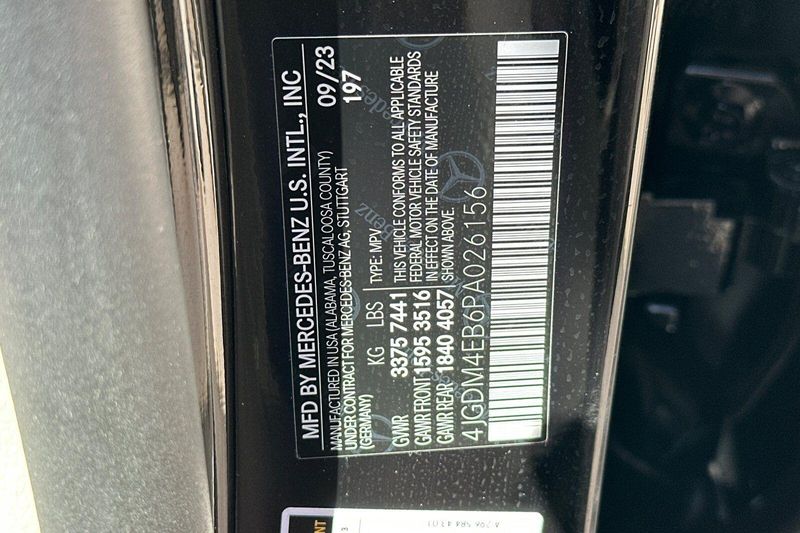 MFD BY MERCEDES-BENZ U.S. INTL., INC
MANUFACTURED IN USA (ALABAMA, TUSCALOOSA COUNTY)
09/23
UNDER CONTRACT FOR MERCEDES-BENZ AG, STUTTGART
197
(GERMANY)
KG LBS TYPE: MPV
GVWR 3375 7441
GAWR FRONT 1595 3516
GAWR REAR 1840 4057
THIS VEHICLE CONFORMS TO ALL APPLICABLE
FEDERAL MOTOR VEHICLE SAFETY STANDARDS
IN EFFECT ON THE DATE OF MANUFACTURE
SHOWN ABOVE.
4JGDM4EB6PA026156